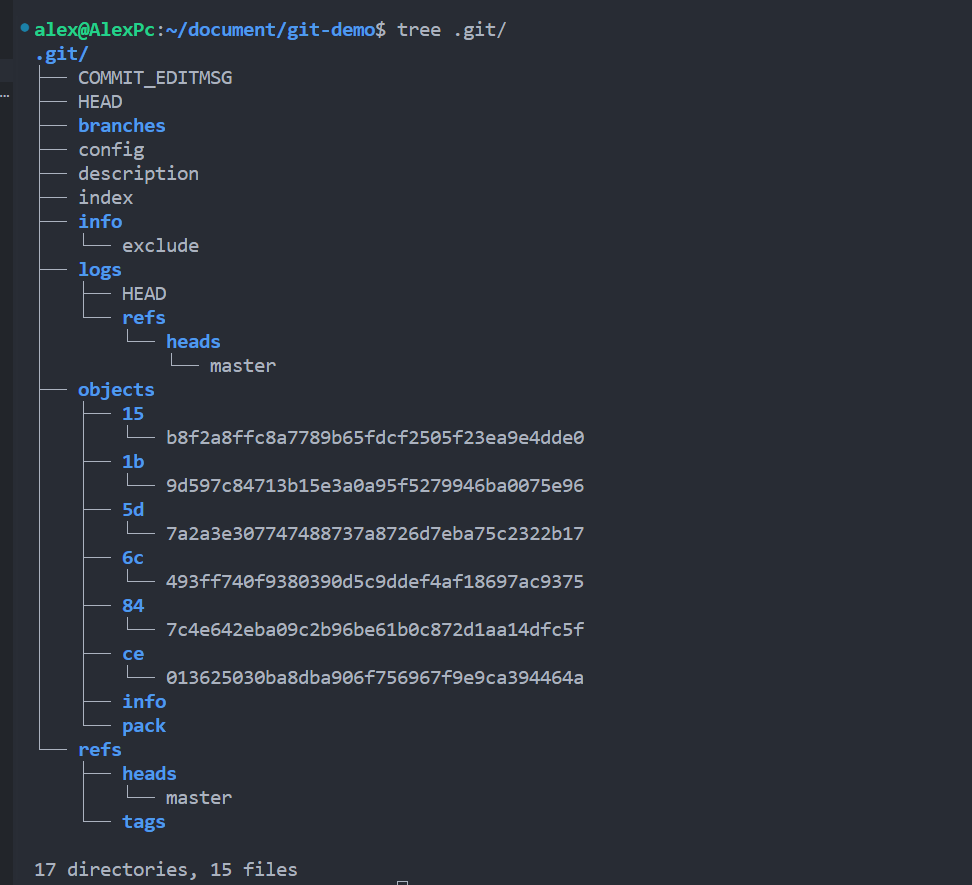 alex@AlexPc:~/document/git-demo$ tree .git/
.git/
├── COMMIT_EDITMSG
├── HEAD
├── branches
├── config
├── description
├── index
├── info
│   └── exclude
├── logs
│   ├── HEAD
│   └── refs
│       └── heads
│           └── master
├── objects
│   ├── 15
│   │   └── b8f2a8ffc8a7789b65fdcf2505f23ea9e4dde0
│   ├── 1b
│   │   └── 9d597c84713b15e3a0a95f5279946ba0075e96
│   ├── 5d
│   │   └── 7a2a3e307747488737a8726d7eba75c2322b17
│   ├── 6c
│   │   └── 493ff740f9380390d5c9ddef4af18697ac9375
│   ├── 84
│   │   └── 7c4e642eba09c2b96be61b0c872d1aa14dfc5f
│   ├── ce
│   │   └── 013625030ba8dba906f756967f9e9ca394464a
│   ├── info
│   └── pack
└── refs
    ├── heads
    │   └── master
    └── tags

17 directories, 15 files